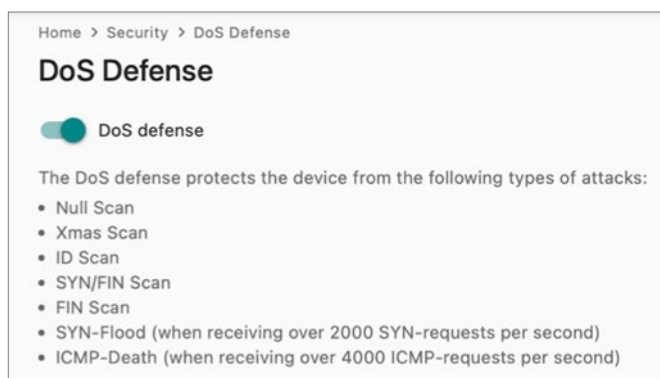 Home > Security > DoS Defense
DoS Defense
DoS defense
The DoS defense protects the device from the following types of attacks:
• Null Scan
• Xmas Scan
• ID Scan
• SYN/FIN Scan
• FIN Scan
• SYN-Flood (when receiving over 2000 SYN-requests per second)
• ICMP-Death (when receiving over 4000 ICMP-requests per second)